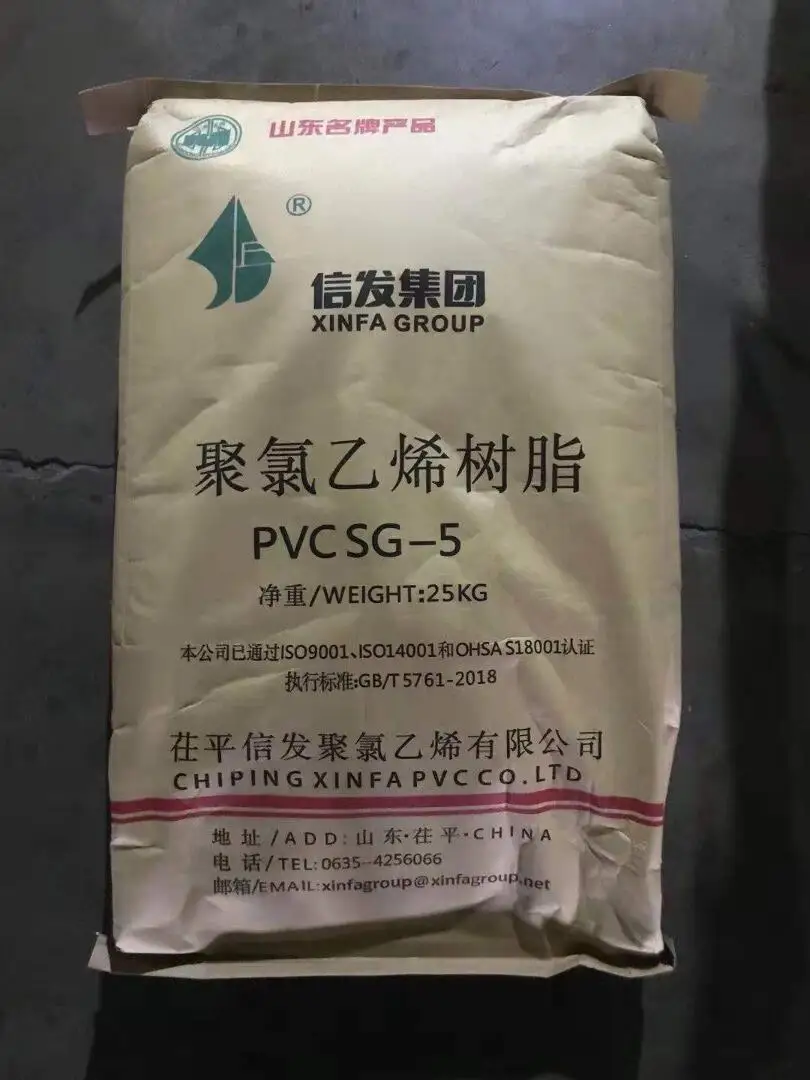 山东名牌产品
®
信发集团
XINFA GROUP
聚氯乙烯树脂
PVC SG-5
净重/WEIGHT:25KG
本公司已通过ISO9001、ISO14001和OHSA S18001认证
执行标准:GB/T 5761-2018
茌平信发聚氯乙烯有限公司
CHIPING XINFA PVC CO.LTD
地址/ADD:山东·茌平·CHINA
电话/TEL:0635-4256066
邮箱/EMAIL:xinfagroup@xinfagroup.net